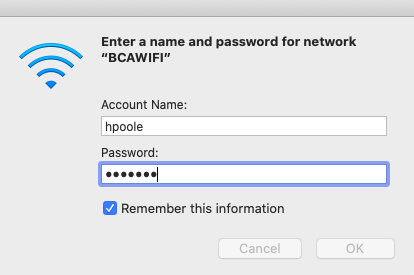 Enter a name and password for network
“BCAWIFI”
Account Name:
hpoole
Password:
•••••••
Remember this information
Cancel
OK